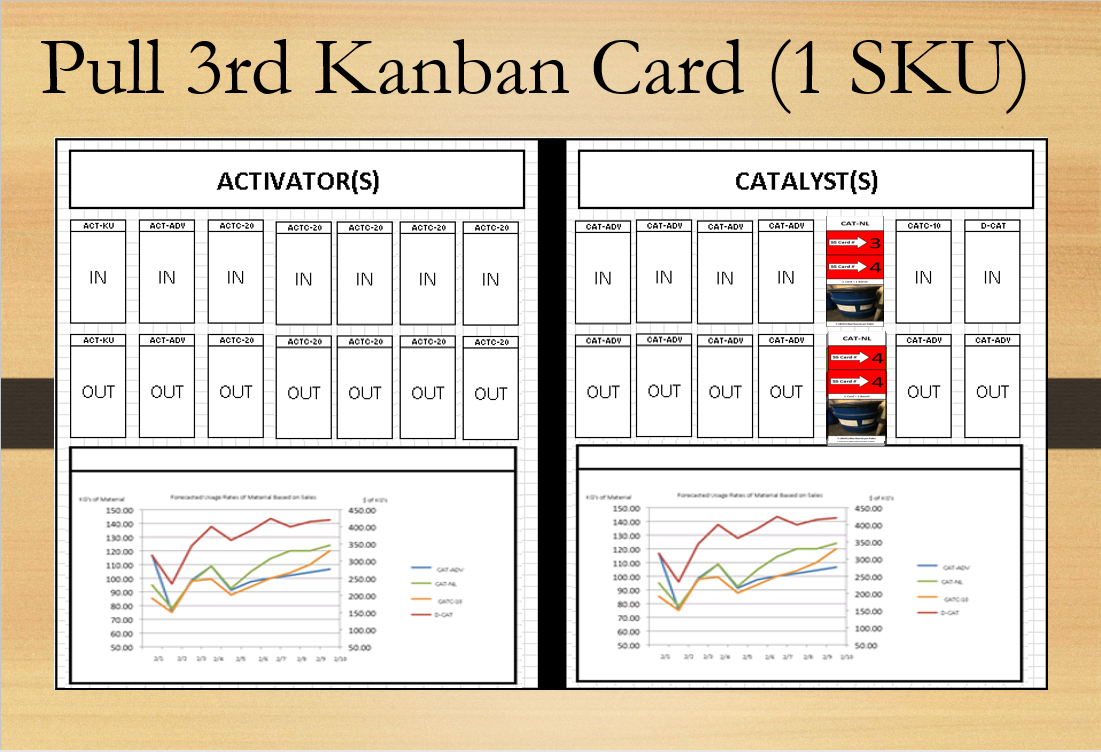 Pull 3rd Kanban Card (1 SKU)
ACTIVATOR(S)
ACT-KU ACT-ADV ACTC-20 ACTC-20 ACTC-20 ACTC-20 ACTC-20
IN IN IN IN IN IN IN
ACT-KU ACT-ADV ACTC-20 ACTC-20 ACTC-20 ACTC-20 ACTC-20
OUT OUT OUT OUT OUT OUT OUT
KG's of Material Forecasted Usage Rates of Material Based on Sales $ of KG's
150.00 450.00
140.00 400.00
130.00 350.00
120.00 300.00
110.00 250.00
100.00 200.00
90.00 150.00
80.00 100.00
70.00 50.00
60.00
50.00
CAT-ADV
CAT-NL
CATC-10
D-CAT
2/1 2/2 2/3 2/4 2/5 2/6 2/7 2/8 2/9 2/10
CATALYST(S)
CAT-ADV CAT-ADV CAT-ADV CAT-ADV CAT-NL CATC-10 D-CAT
SS Card # 3
SS Card # 4
IN IN IN IN IN IN
CAT-ADV CAT-ADV CAT-ADV CAT-ADV CAT-NL CAT-ADV CAT-ADV
SS Card # 4
SS Card # 4
OUT OUT OUT OUT OUT OUT
KG's of Material Forecasted Usage Rates of Material Based on Sales $ of KG's
150.00 450.00
140.00 400.00
130.00 350.00
120.00 300.00
110.00 250.00
100.00 200.00
90.00 150.00
80.00 100.00
70.00 50.00
60.00
50.00
CAT-ADV
CAT-NL
CATC-10
D-CAT
2/1 2/2 2/3 2/4 2/5 2/6 2/7 2/8 2/9 2/10